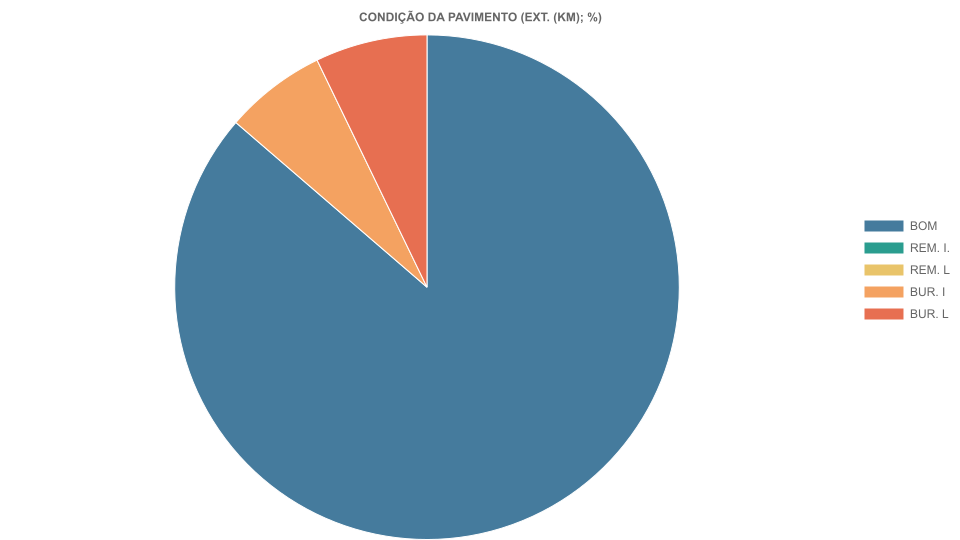 CONDIÇÃO DA PAVIMENTO (EXT. (KM); %)
BOM
REM. I.
REM. L
BUR. I
BUR. L